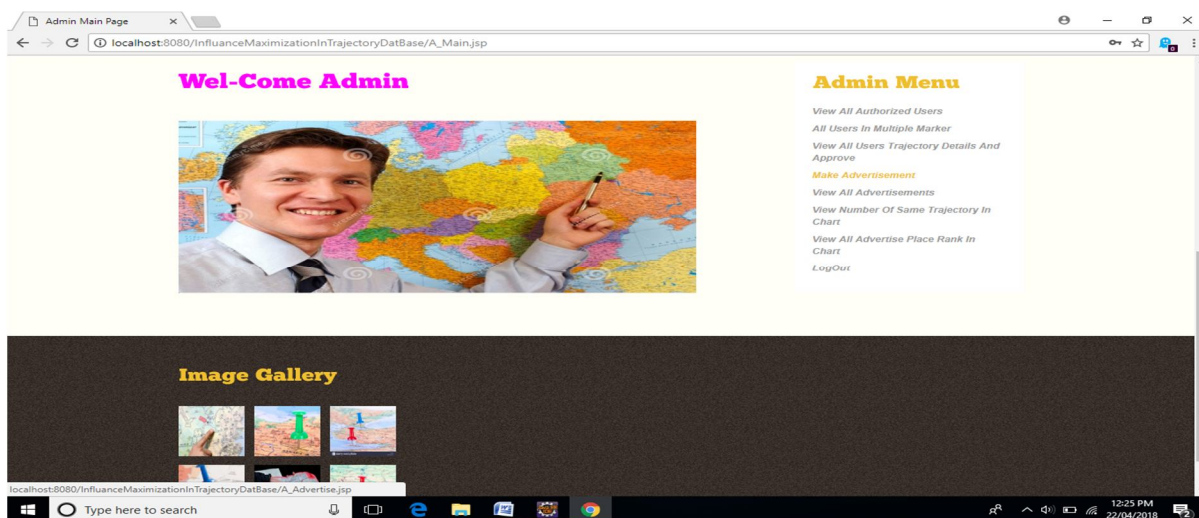 Admin Main Page
localhost:8080/InfluanceMaximizationInTrajectoryDatBase/A_Main.jsp
Wel-Come Admin
Admin Menu
View All Authorized Users
All Users In Multiple Marker
View All Users Trajectory Details And
Approve
Make Advertisement
View All Advertisements
View Number Of Same Trajectory In
Chart
View All Advertise Place Rank In
Chart
LogOut
Image Gallery
localhost:8080/InfluanceMaximizationInTrajectoryDatBase/A_Advertise.jsp
Type here to search
12:25 PM
22/04/2018